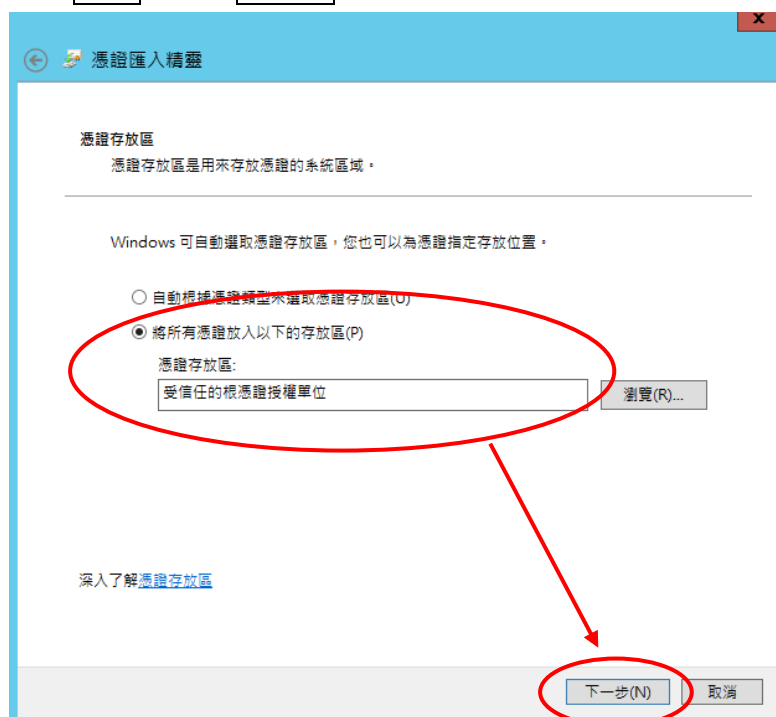 X
憑證匯入精靈
憑證存放區
憑證存放區是用來存放憑證的系統區域。
Windows 可自動選取憑證存放區，您也可以為憑證指定存放位置。
自動根據憑證類型來選取憑證存放區(U)
將所有憑證放入以下的存放區(P)
憑證存放區:
受信任的根憑證授權單位
瀏覽(R)...
深入了解憑證存放區
下一步(N) 取消